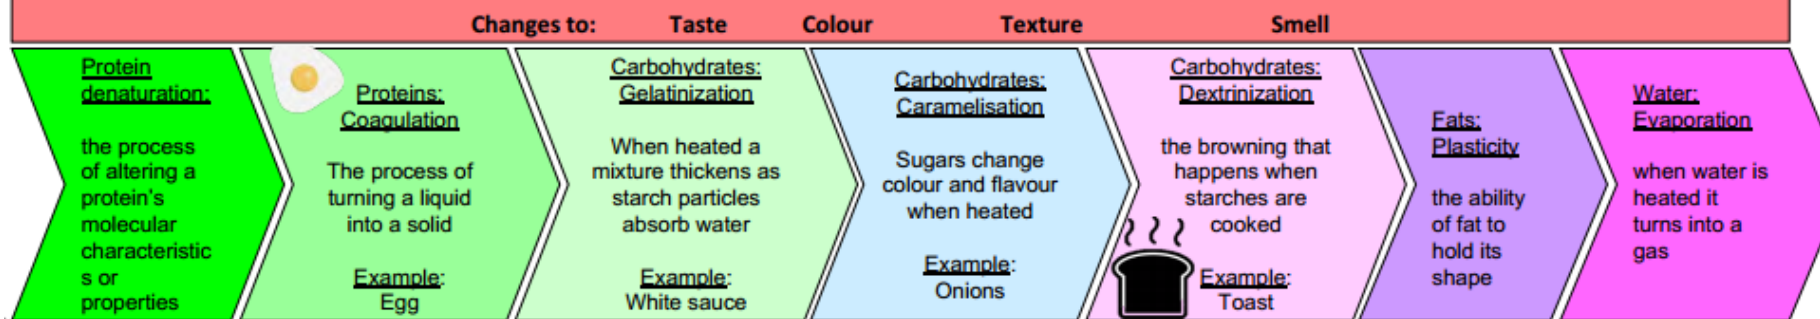 Changes to: Taste Colour Texture Smell
Protein
denaturation:
the process
of altering a
protein's
molecular
characteristic
s or
properties
Proteins:
Coagulation
The process of
turning a liquid
into a solid
Example:
Egg
Carbohydrates:
Gelatinization
When heated a
mixture thickens as
starch particles
absorb water
Example:
White sauce
Carbohydrates:
Caramelisation
Sugars change
colour and flavour
when heated
Example:
Onions
Carbohydrates:
Dextrinization
the browning that
happens when
starches are
cooked
Example:
Toast
Fats:
Plasticity
the ability
of fat to
hold its
shape
Water:
Evaporation
when water is
heated it
turns into a
gas